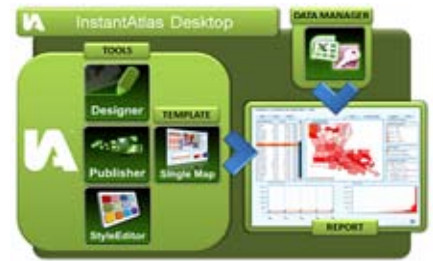 InstantAtlas Desktop
DATA MANAGER
TOOLS
Designer
TEMPLATE
Publisher
Single Map
StyleEditor
REPORT